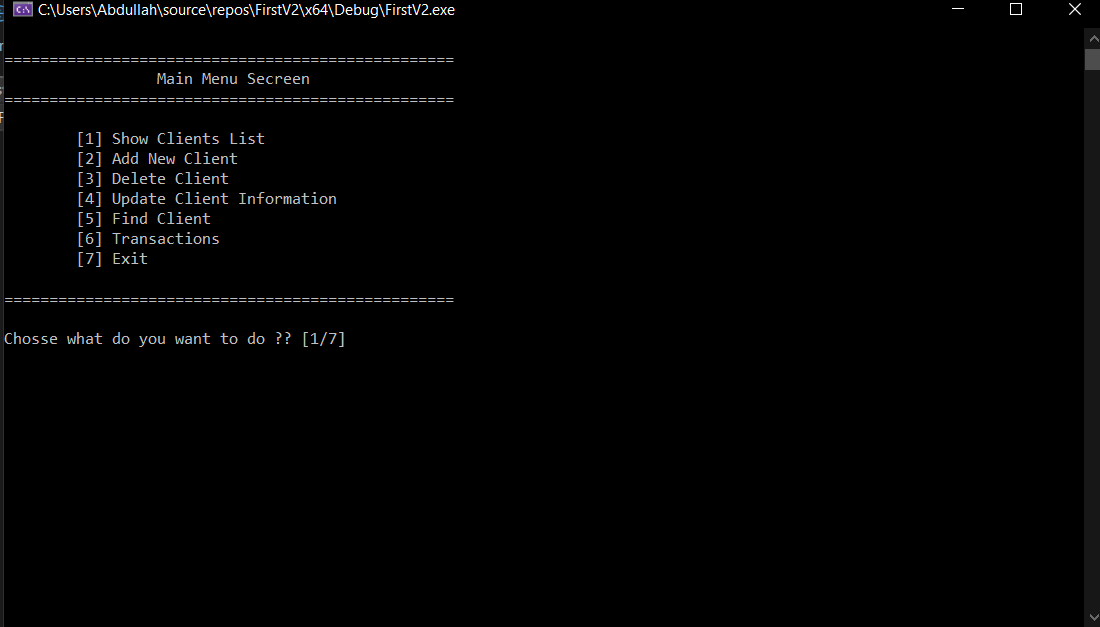 C:\Users\Abdullah\source\repos\FirstV2\x64\Debug\FirstV2.exe
==================================================
Main Menu Secreen
==================================================
[1] Show Clients List
[2] Add New Client
[3] Delete Client
[4] Update Client Information
[5] Find Client
[6] Transactions
[7] Exit
==================================================
Chosse what do you want to do ?? [1/7]